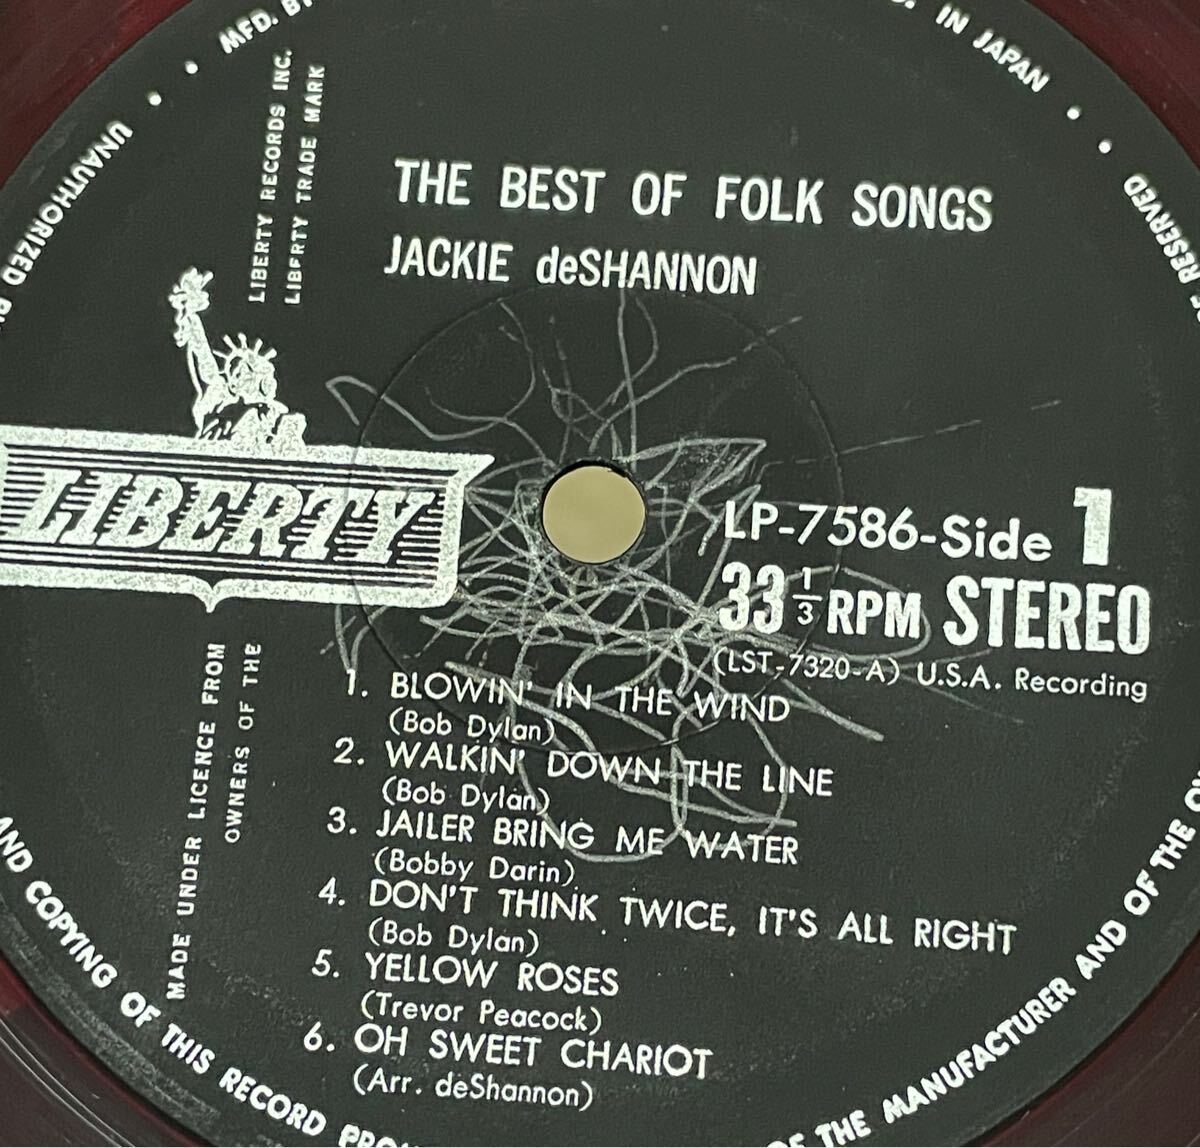 THE BEST OF FOLK SONGS
JACKIE deSHANNON
LIBERTY RECORDS INC.
LIBERTY TRADE MARK
LIBERTY
LP-7586-Side 1
33 1/3 RPM STEREO
(LST-7320-A) U.S.A. Recording
1. BLOWIN' IN THE WIND
(Bob Dylan)
2. WALKIN' DOWN THE LINE
(Bob Dylan)
3. JAILER BRING ME WATER
(Bobby Darin)
4. DON'T THINK TWICE, IT'S ALL RIGHT
(Bob Dylan)
5. YELLOW ROSES
(Trevor Peacock)
6. OH SWEET CHARIOT
(Arr. deShannon)
MADE UNDER LICENCE FROM
OWNERS OF THE
MFD.
IN JAPAN
RESERVED
OF THE MANUFACTURER AND OF THE
UNAUTHORIZED
AND COPYING OF THIS RECORD